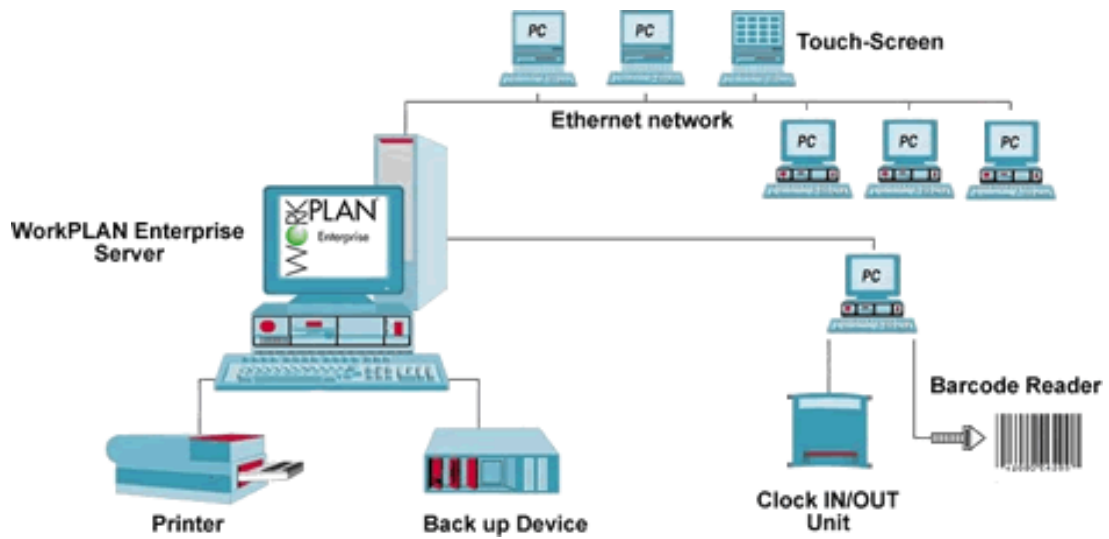 PC
PC
Touch-Screen
Ethernet network
PC
PC
PC
WorkPLAN Enterprise
Server
WORKPLAN
Enterprise
PC
Barcode Reader
Printer
Back up Device
Clock IN/OUT
Unit